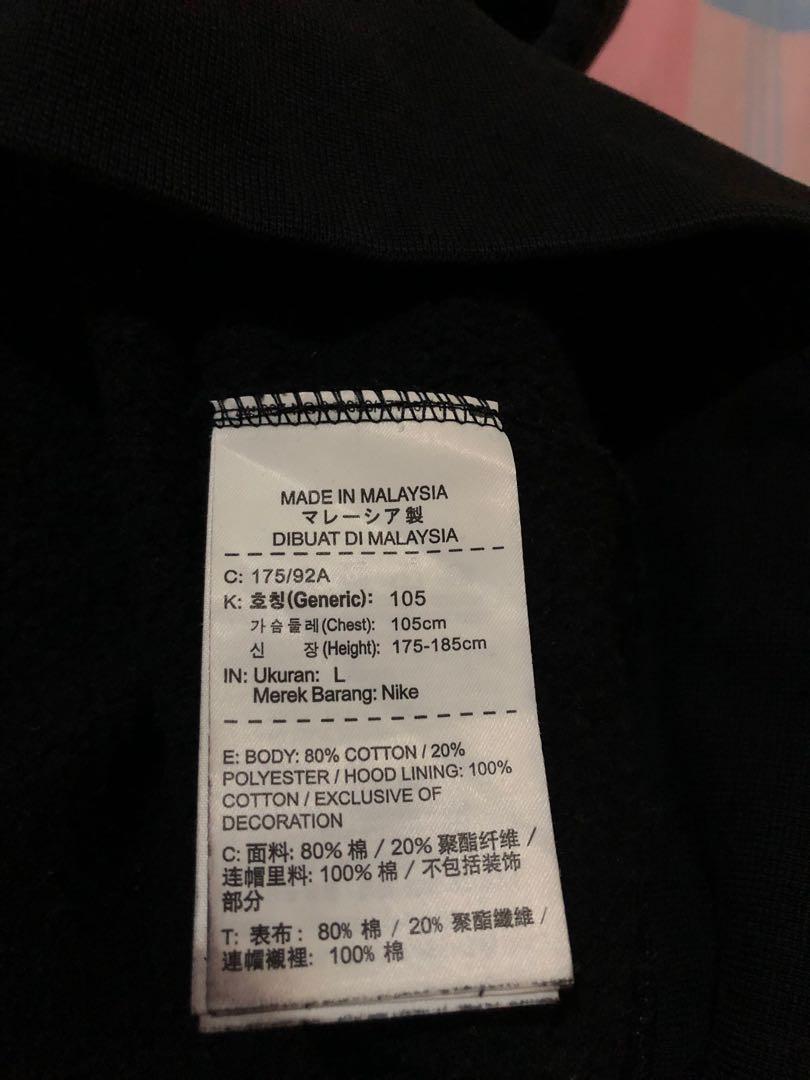 MADE IN MALAYSIA
マレーシア製
DIBUAT DI MALAYSIA
C: 175/92A
K: 호칭(Generic): 105
가슴둘레(Chest): 105cm
신 장(Height): 175-185cm
IN: Ukuran: L
Merek Barang: Nike
E: BODY: 80% COTTON / 20%
POLYESTER / HOOD LINING: 100%
COTTON / EXCLUSIVE OF
DECORATION
C: 面料: 80% 棉 / 20% 聚酯纤维 /
连帽里料: 100% 棉 / 不包括装饰
部分
T: 表布: 80% 棉 / 20% 聚酯纖維 /
連帽襯裡: 100% 棉